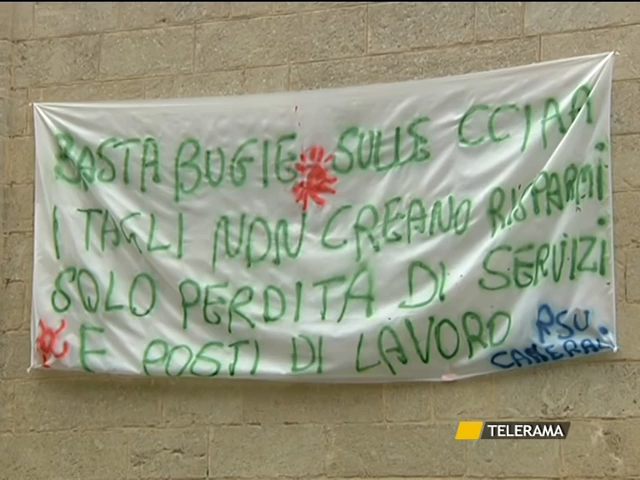 BASTA BUGIE SULLE CCIAA
I TAGLI NON CREANO RISPARMI
SOLO PERDITA DI SERVIZI
E POSTI DI LAVORO RSU
CAMERALI
TELERAMA